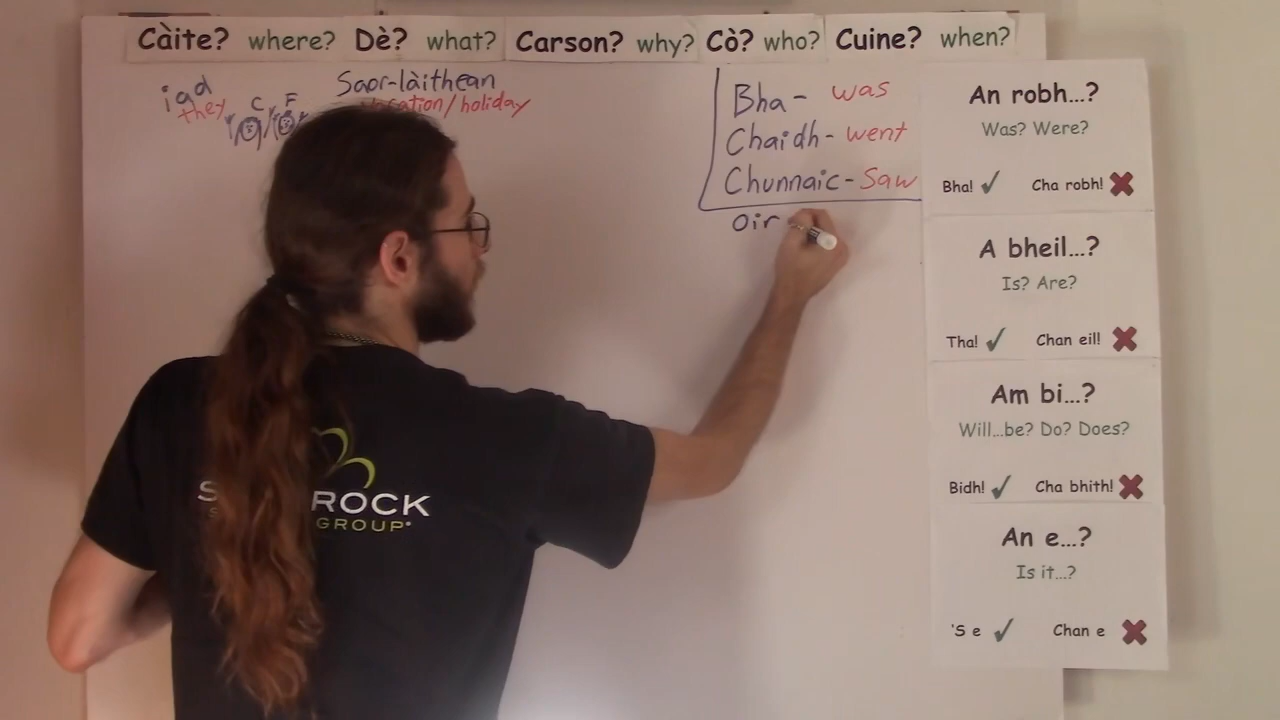 Càite? where? Dè? what? Carson? why? Cò? who? Cuine? when?
iad
they
C F
Saor-làithean
vacation/holiday
Bha - was
Chaidh - went
Chunnaic - Saw
oir
An robh...?
Was? Were?
Bha! ✓ Cha robh! ✗
A bheil...?
Is? Are?
Tha! ✓ Chan eil! ✗
Am bi...?
Will...be? Do? Does?
Bidh! ✓ Cha bhith! ✗
An e...?
Is it...?
'S e ✓ Chan e ✗
ROCK
GROUP